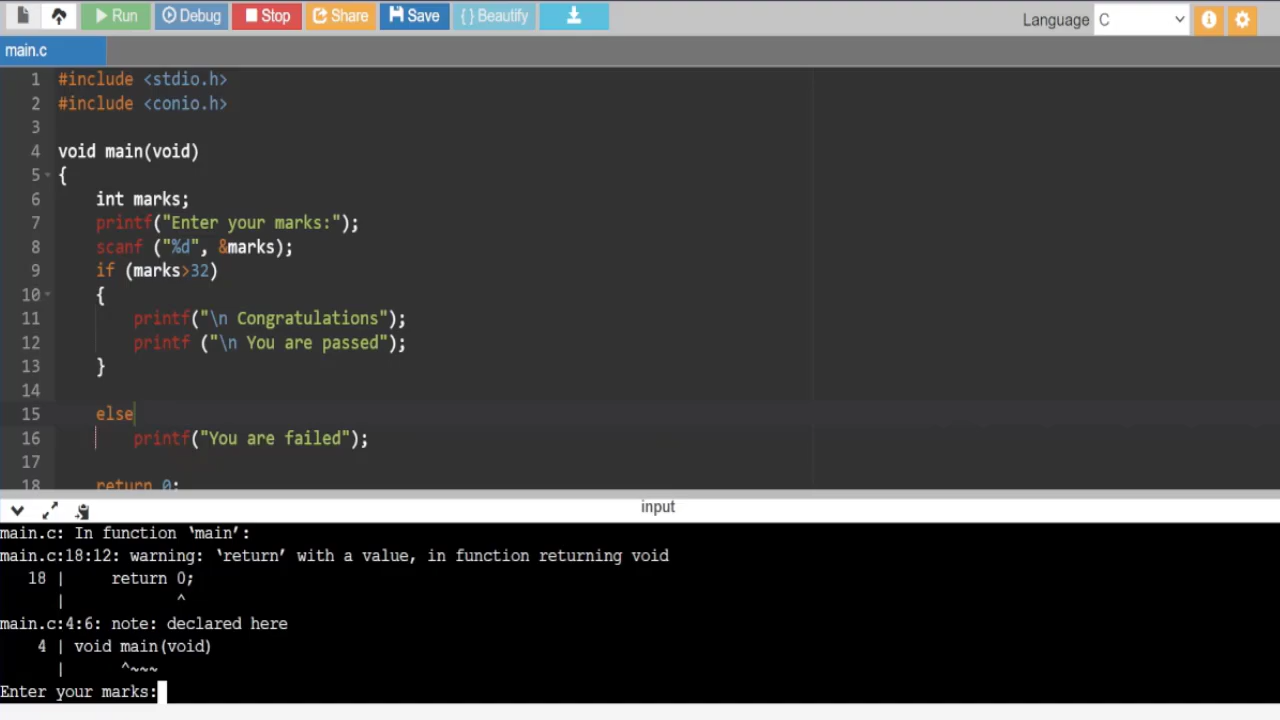 Run Debug Stop Share Save { } Beautify Language C
main.c
1 #include <stdio.h>
2 #include <conio.h>
3
4 void main(void)
5 {
6     int marks;
7     printf("Enter your marks:");
8     scanf ("%d", &marks);
9     if (marks>32)
10     {
11         printf("\n Congratulations");
12         printf ("\n You are passed");
13     }
14
15     else
16         printf("You are failed");
17
18     return 0;
input
main.c: In function ‘main’:
main.c:18:12: warning: ‘return’ with a value, in function returning void
   18 |     return 0;
      |            ^
main.c:4:6: note: declared here
    4 | void main(void)
      |      ^~~~
Enter your marks: